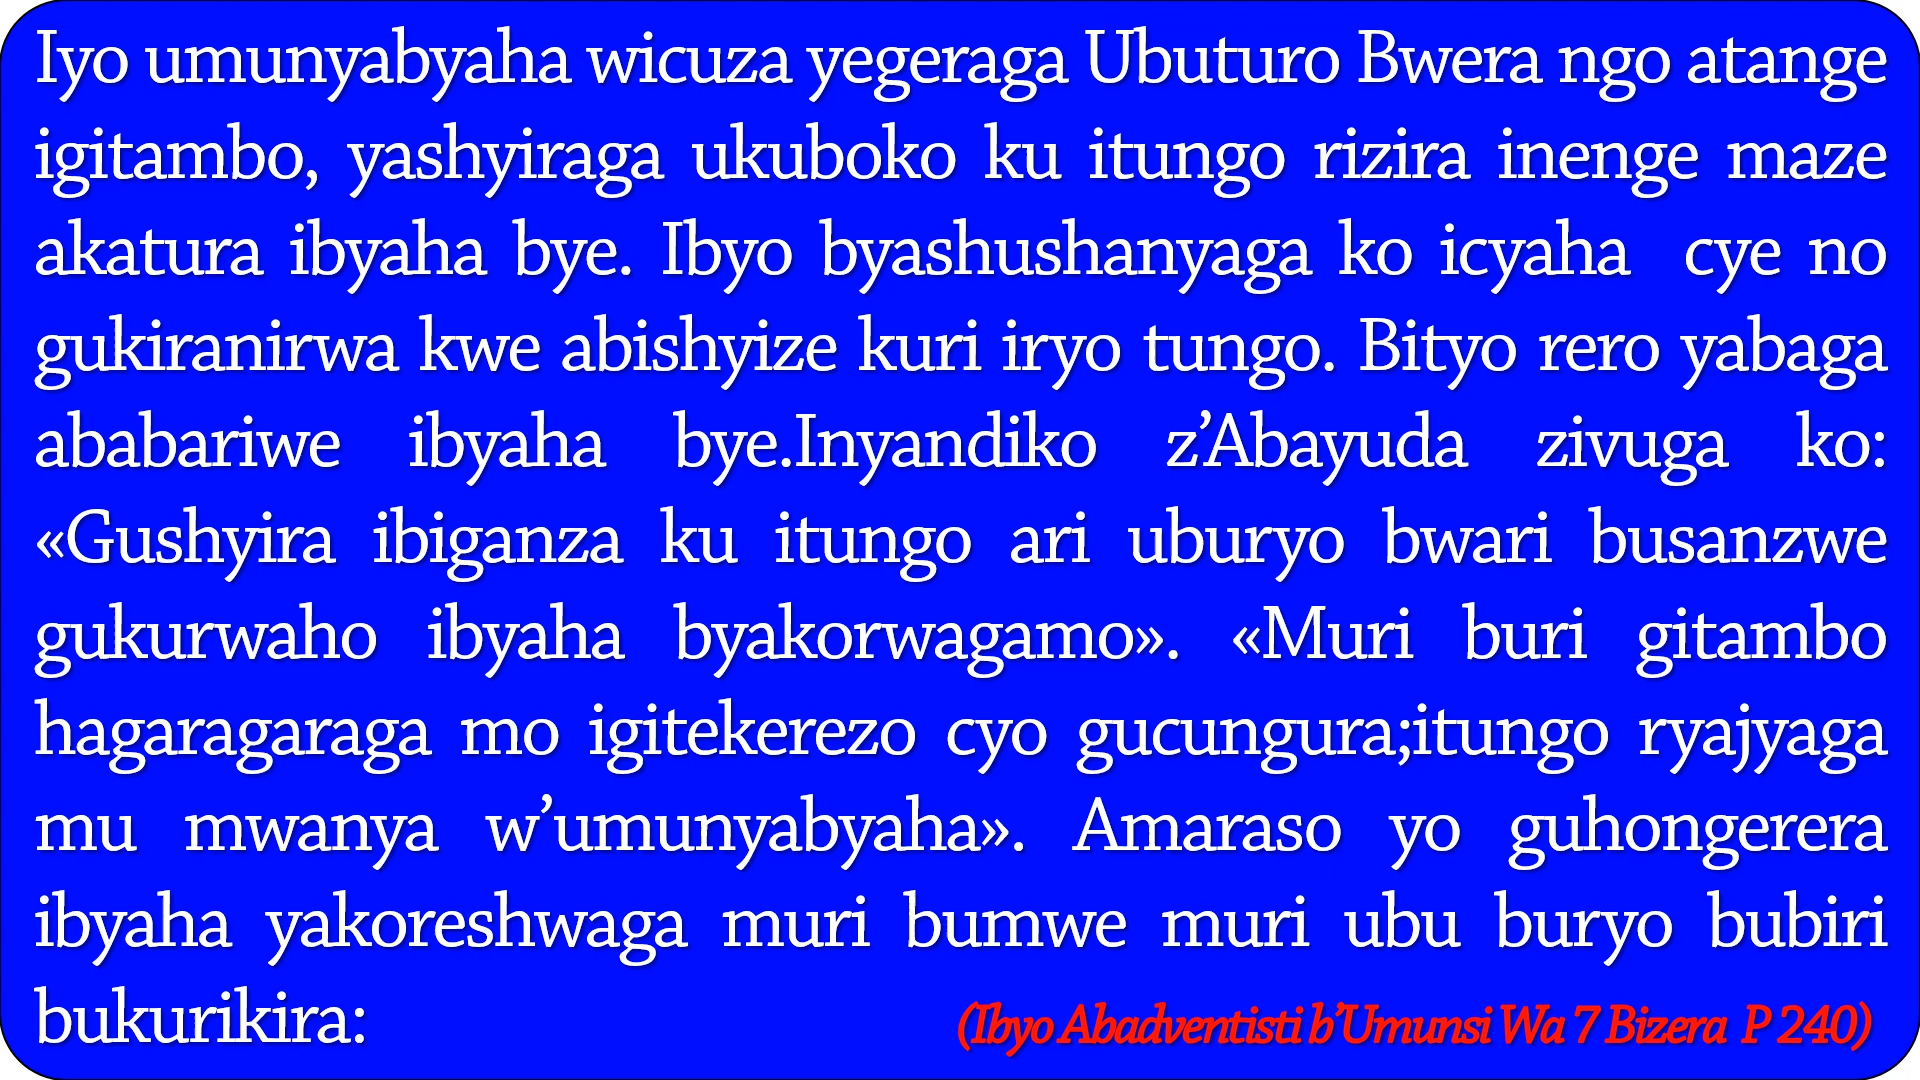 Iyo umunyabyaha wicuza yegeraga Ubuturo Bwera ngo atange
igitambo, yashyiraga ukuboko ku itungo rizira inenge maze
akatura ibyaha bye. Ibyo byashushanyaga ko icyaha cye no
gukiranirwa kwe abishyize kuri iryo tungo. Bityo rero yabaga
ababariwe ibyaha bye.Inyandiko z’Abayuda zivuga ko:
«Gushyira ibiganza ku itungo ari uburyo bwari busanzwe
gukurwaho ibyaha byakorwagamo». «Muri buri gitambo
hagaragaraga mo igitekerezo cyo gucungura;itungo ryajyaga
mu mwanya w’umunyabyaha». Amaraso yo guhongerera
ibyaha yakoreshwaga muri bumwe muri ubu buryo bubiri
bukurikira: (Ibyo Abadventisti b’Umunsi Wa 7 Bizera P 240)